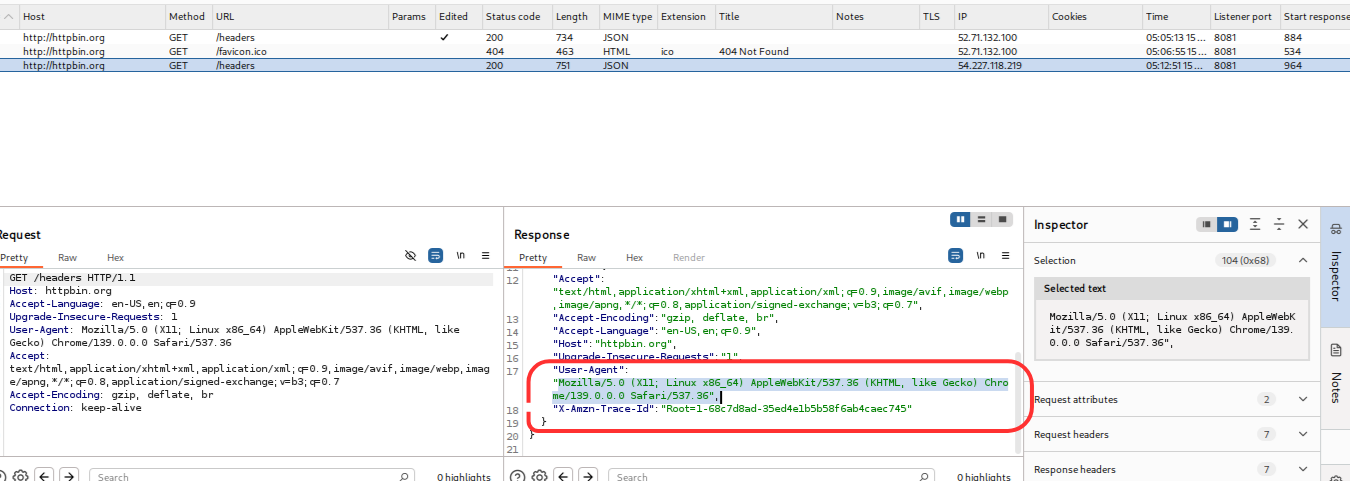 Host Method URL Params Edited Status code Length MIME type Extension Title Notes TLS IP Cookies Time Listener port Start response
http://httpbin.org GET /headers ✓ 200 734 JSON 52.71.132.100 05:05:13 15 ... 8081 884
http://httpbin.org GET /favicon.ico 404 463 HTML ico 404 Not Found 52.71.132.100 05:06:55 15 ... 8081 534
http://httpbin.org GET /headers 200 751 JSON 54.227.118.219 05:12:51 15 ... 8081 964
Request
Pretty Raw Hex
\n
GET /headers HTTP/1.1
Host: httpbin.org
Accept-Language: en-US,en;q=0.9
Upgrade-Insecure-Requests: 1
User-Agent: Mozilla/5.0 (X11; Linux x86_64) AppleWebKit/537.36 (KHTML, like
Gecko) Chrome/139.0.0.0 Safari/537.36
Accept:
text/html,application/xhtml+xml,application/xml;q=0.9,image/avif,image/webp,imag
e/apng,*/*;q=0.8,application/signed-exchange;v=b3;q=0.7
Accept-Encoding: gzip, deflate, br
Connection: keep-alive
Search
0 highlights
Response
Pretty Raw Hex Render
\n
11
12 "Accept":
"text/html,application/xhtml+xml,application/xml;q=0.9,image/avif,image/webp
,image/apng,*/*;q=0.8,application/signed-exchange;v=b3;q=0.7",
13 "Accept-Encoding":"gzip, deflate, br",
14 "Accept-Language":"en-US,en;q=0.9",
15 "Host":"httpbin.org",
16 "Upgrade-Insecure-Requests":"1",
17 "User-Agent":
"Mozilla/5.0 (X11; Linux x86_64) AppleWebKit/537.36 (KHTML, like Gecko) Chro
me/139.0.0.0 Safari/537.36",
18 "X-Amzn-Trace-Id":"Root=1-68c7d8ad-35ed4e1b5b58f6ab4caec745"
19 }
20 }
21
Search
0 highlights
Inspector
Selection 104 (0x68)
Selected text
Mozilla/5.0 (X11; Linux x86_64) AppleWebK
it/537.36 (KHTML, like Gecko) Chrome/139.
0.0.0 Safari/537.36",
Request attributes 2
Request headers 7
Response headers 7
Inspector
Notes